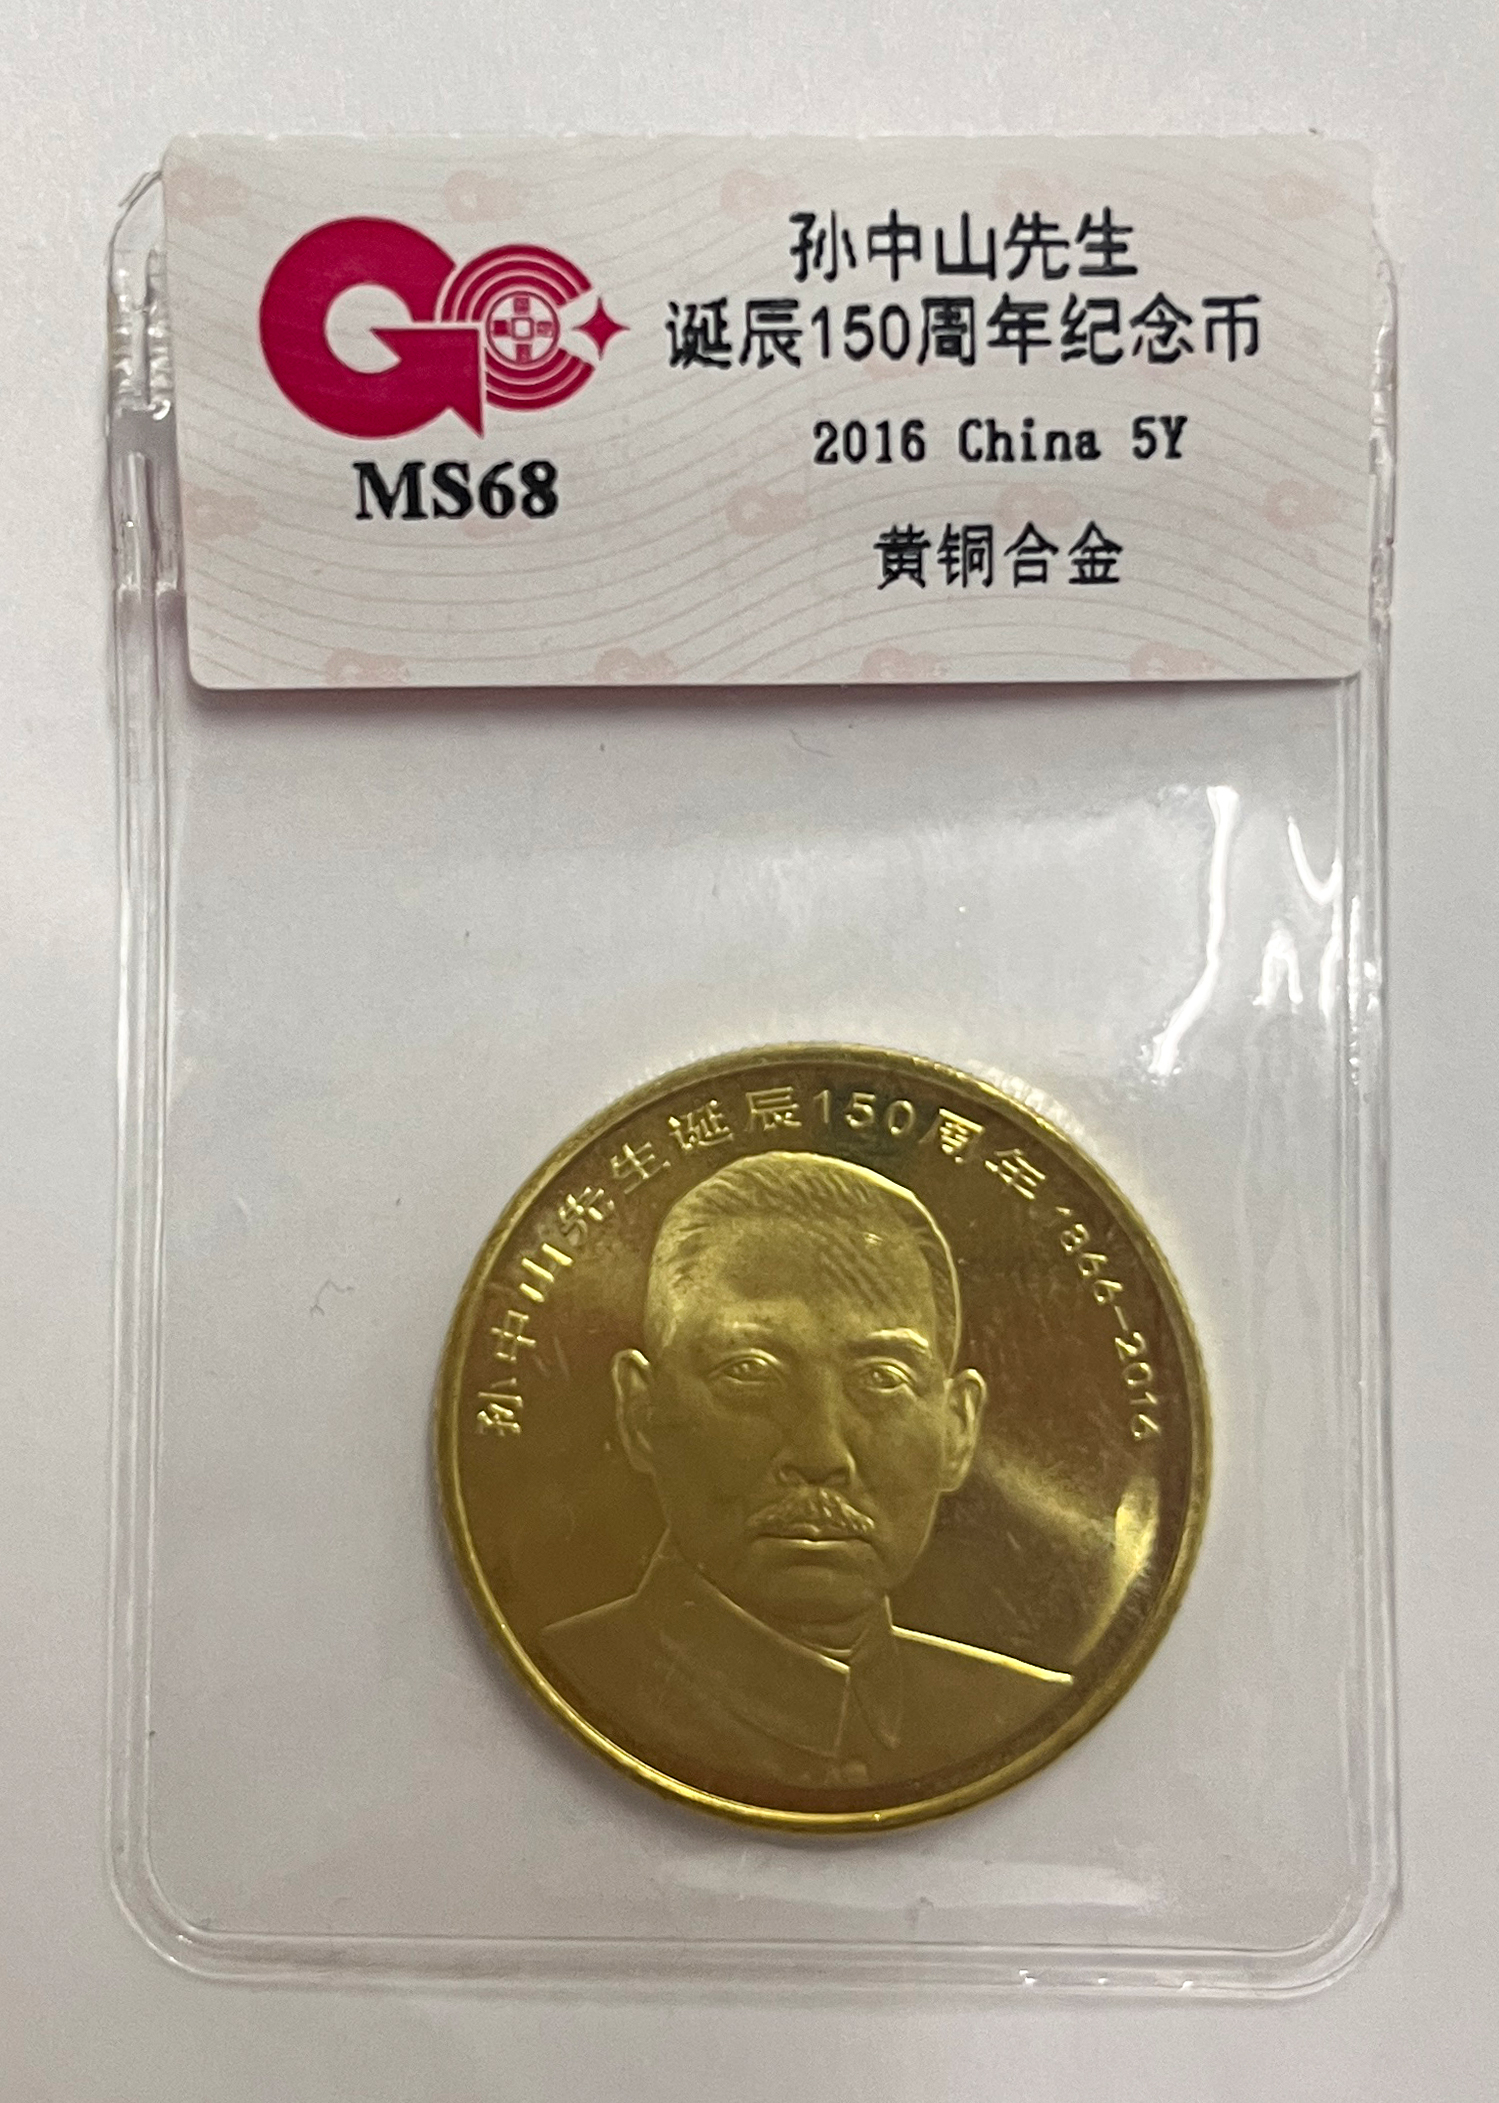 孙中山先生
诞辰150周年纪念币
MS68
2016 China 5Y
黄铜合金
孙中山先生诞辰150周年 1866-2016